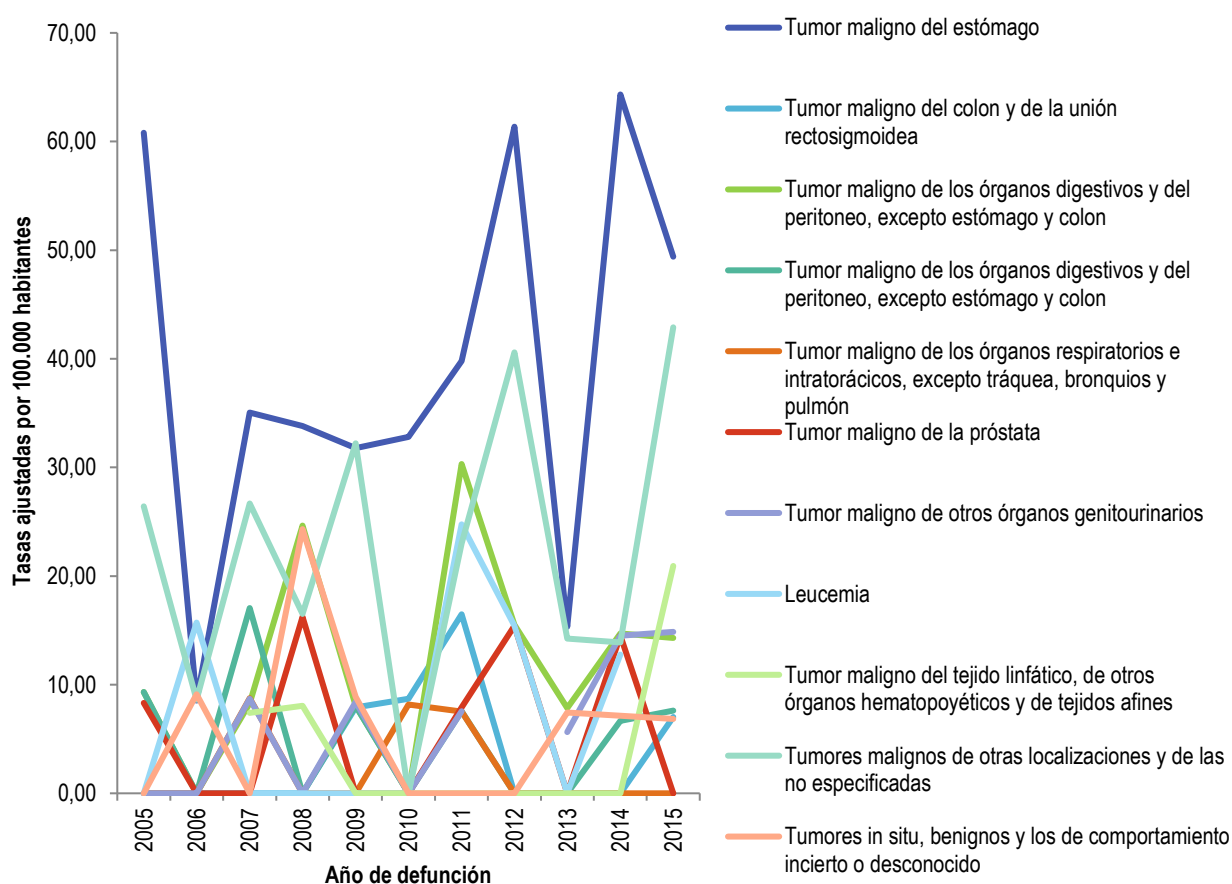 70,00
60,00
50,00
40,00
30,00
20,00
10,00
0,00
Tasas ajustadas por 100.000 habitantes
2005
2006
2007
2008
2009
2010
2011
2012
2013
2014
2015
Año de defunción
Tumor maligno del estómago
Tumor maligno del colon y de la unión
rectosigmoidea
Tumor maligno de los órganos digestivos y del
peritoneo, excepto estómago y colon
Tumor maligno de los órganos digestivos y del
peritoneo, excepto estómago y colon
Tumor maligno de los órganos respiratorios e
intratorácicos, excepto tráquea, bronquios y
pulmón
Tumor maligno de la próstata
Tumor maligno de otros órganos genitourinarios
Leucemia
Tumor maligno del tejido linfático, de otros
órganos hematopoyéticos y de tejidos afines
Tumores malignos de otras localizaciones y de las
no especificadas
Tumores in situ, benignos y los de comportamiento
incierto o desconocido